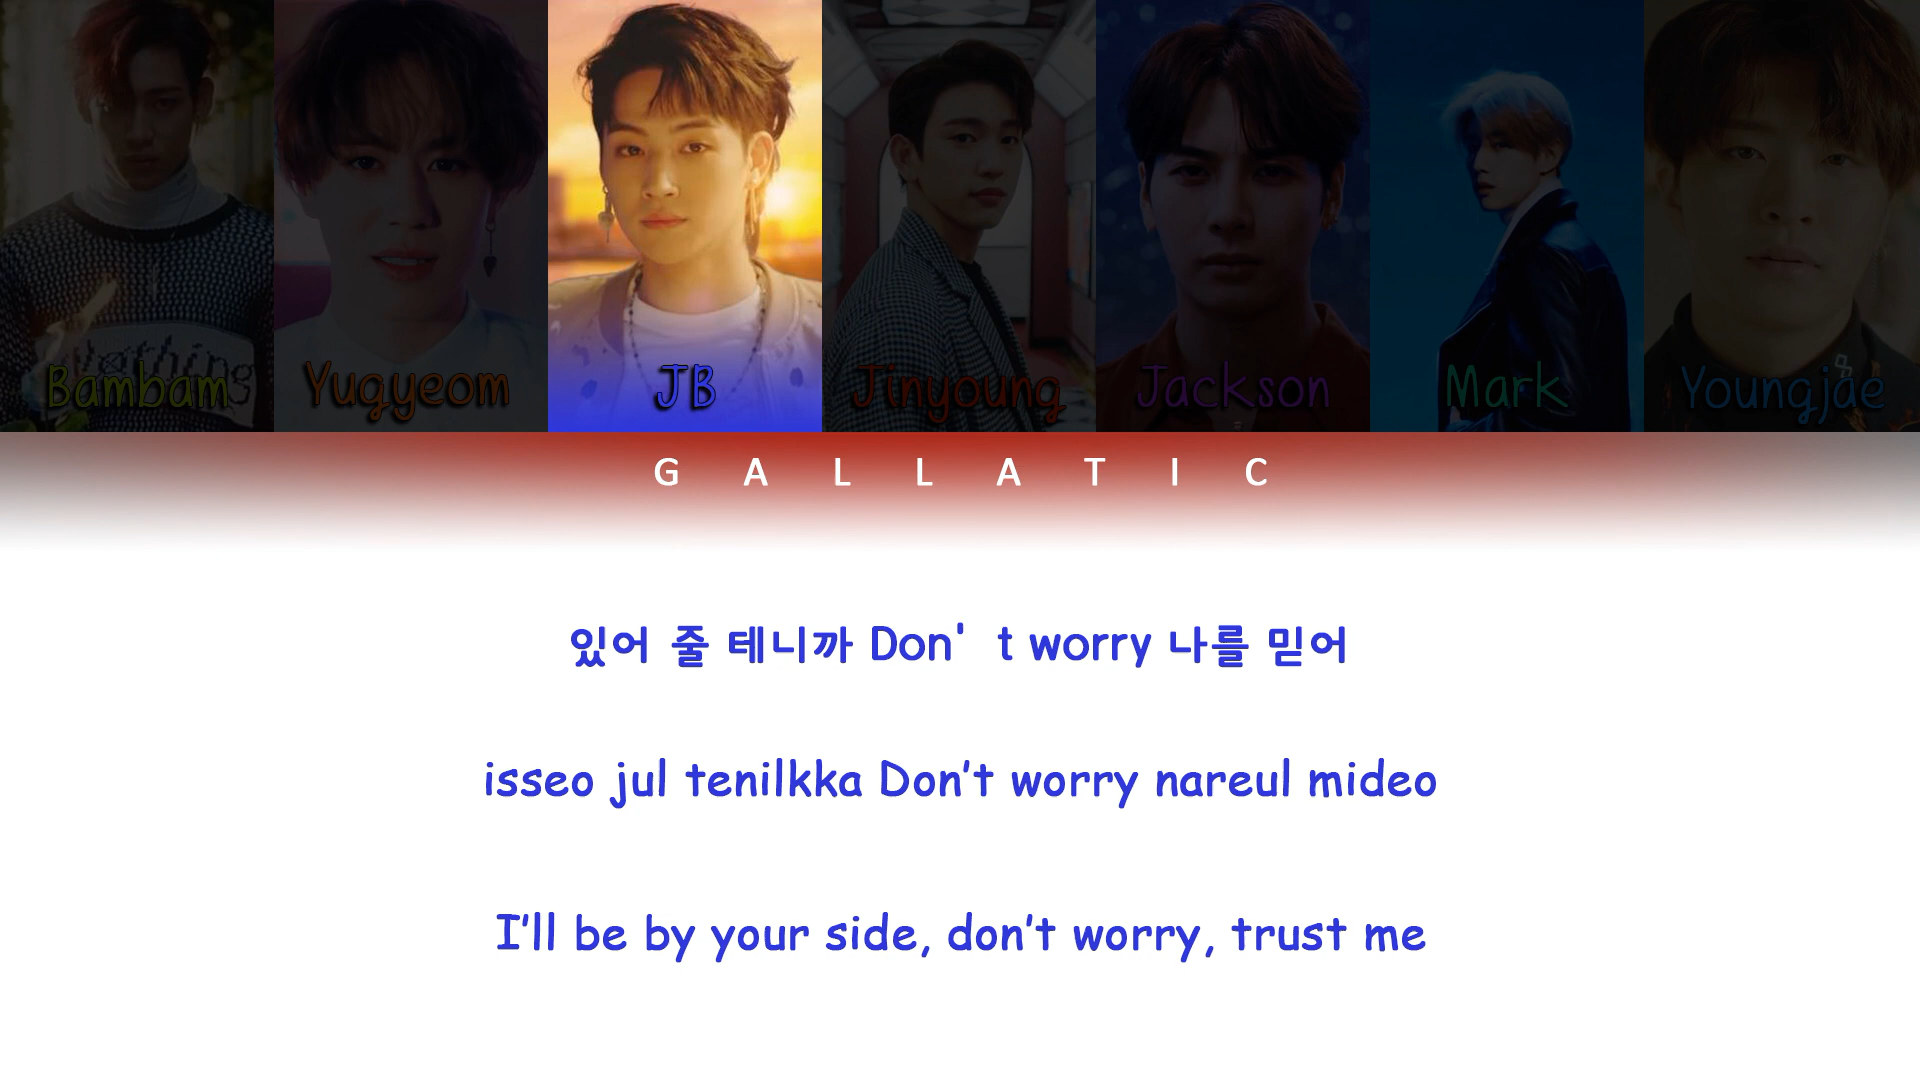 Bambam
Yugyeom
JB
Jinyoung
Jackson
Mark
Youngjae
G A L L A T I C
있어 줄 테니까 Don't worry 나를 믿어
isseo jul tenilkka Don't worry nareul mideo
I'll be by your side, don't worry, trust me